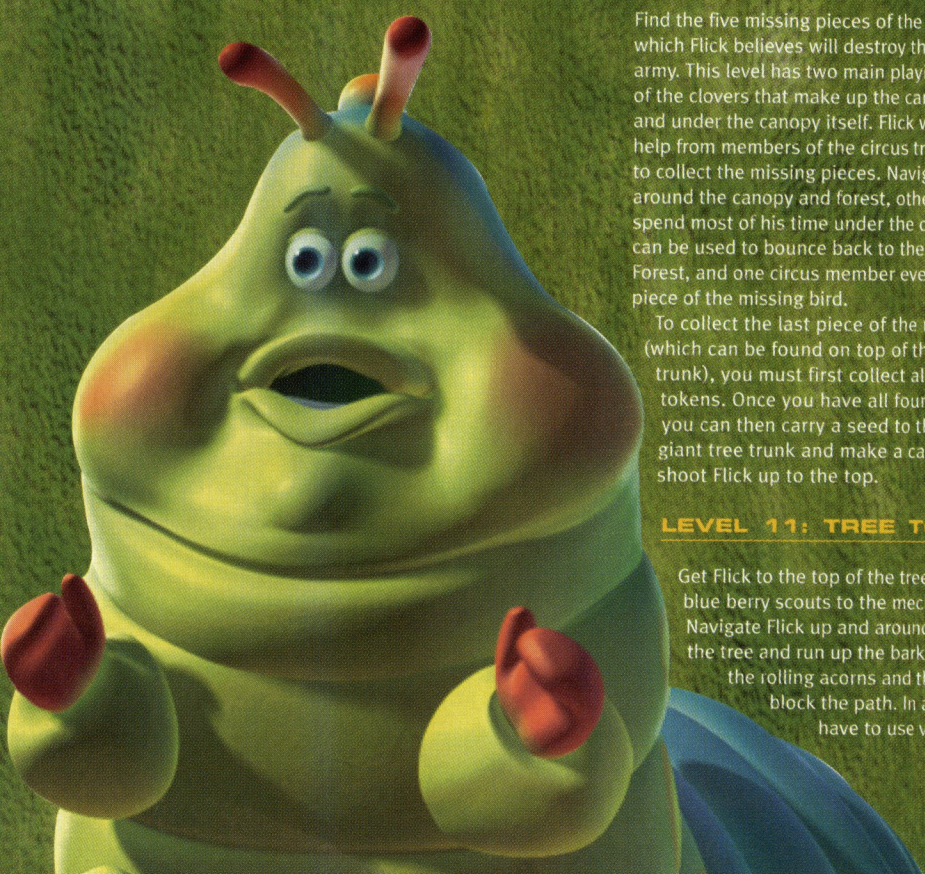 Find the five missing pieces of the
which Flick believes will destroy th
army. This level has two main playi
of the clovers that make up the can
and under the canopy itself. Flick w
help from members of the circus tr
to collect the missing pieces. Navig
around the canopy and forest, othe
spend most of his time under the c
can be used to bounce back to the
Forest, and one circus member eve
piece of the missing bird.
To collect the last piece of the
(which can be found on top of th
trunk), you must first collect al
tokens. Once you have all four
you can then carry a seed to th
giant tree trunk and make a ca
shoot Flick up to the top.
LEVEL 11: TREE T
Get Flick to the top of the tree
blue berry scouts to the mec
Navigate Flick up and around
the tree and run up the bark
the rolling acorns and th
block the path. In a
have to use